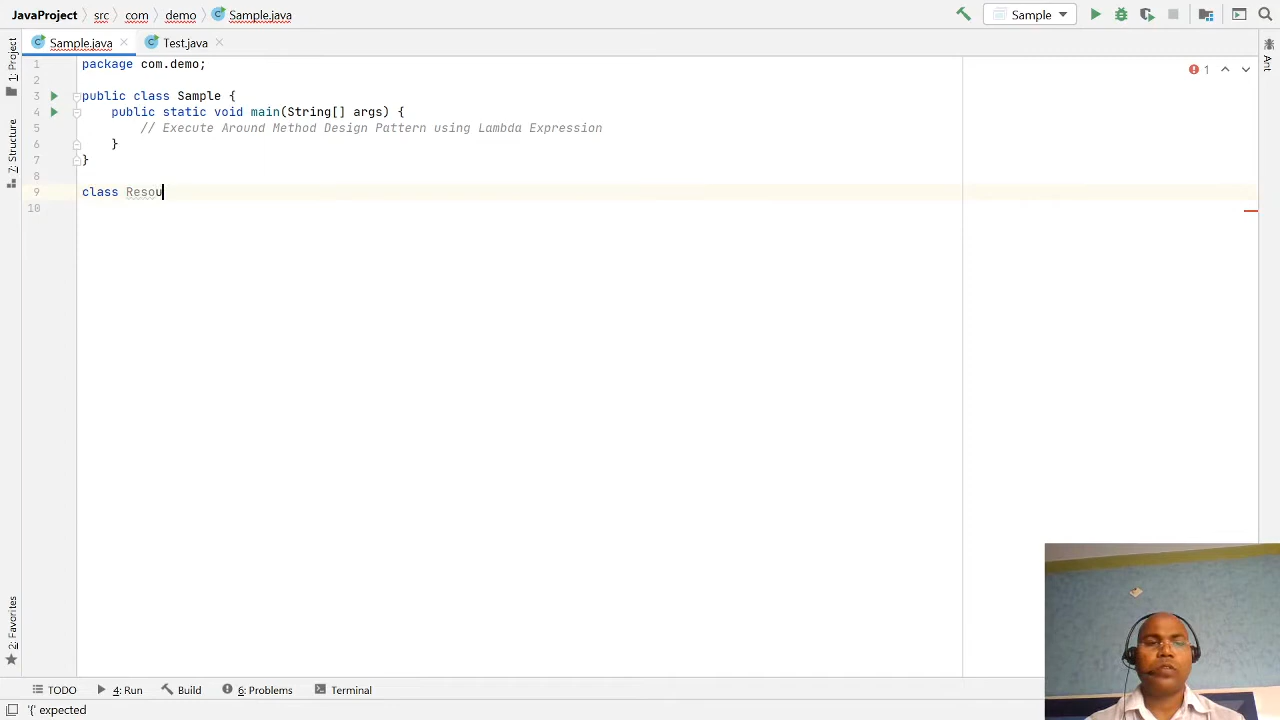 JavaProject src com demo Sample.java
Sample
Sample.java Test.java
1: Project
7: Structure
2: Favorites
Ant
1
1 package com.demo;
2
3 public class Sample {
4 public static void main(String[] args) {
5 // Execute Around Method Design Pattern using Lambda Expression
6 }
7 }
8
9 class Resou
10
TODO 4: Run Build 6: Problems Terminal
'{' expected